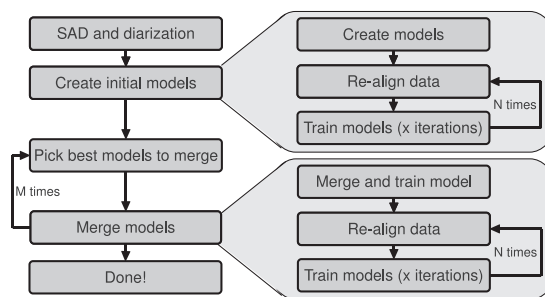 SAD and diarization
Create initial models
Pick best models to merge
M times
Merge models
Done!
Create models
Re-align data
N times
Train models (x iterations)
Merge and train model
Re-align data
N times
Train models (x iterations)